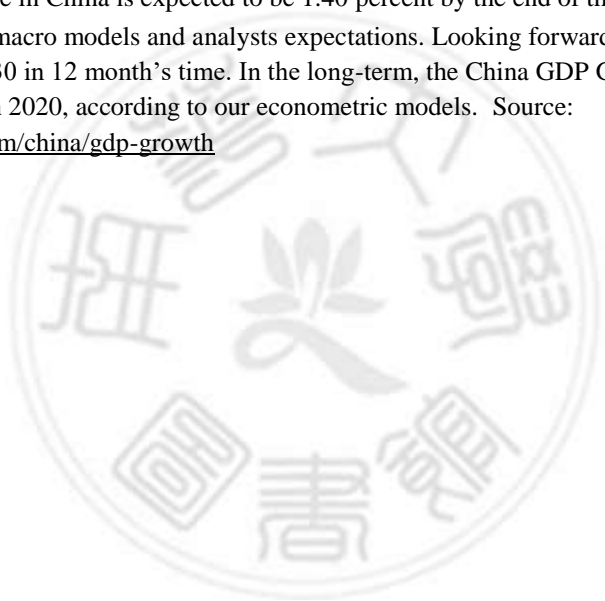 e in China is expected to be 1.40 percent by the end of th
macro models and analysts expectations. Looking forward
30 in 12 month's time. In the long-term, the China GDP G
n 2020, according to our econometric models. Source:
m/china/gdp-growth
書